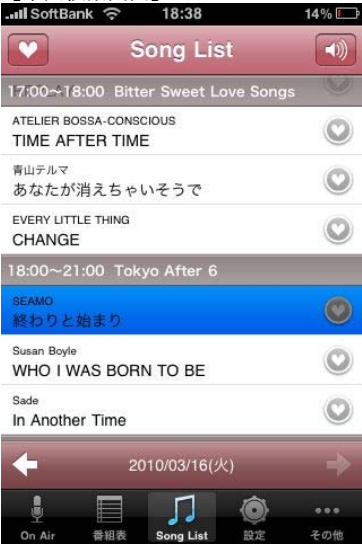 SoftBank 18:38 14%
Song List
17:00~18:00 Bitter Sweet Love Songs
ATELIER BOSSA-CONSCIOUS
TIME AFTER TIME
青山テルマ
あなたが消えちゃいそうで
EVERY LITTLE THING
CHANGE
18:00~21:00 Tokyo After 6
SEAMO
終わりと始まり
Susan Boyle
WHO I WAS BORN TO BE
Sade
In Another Time
2010/03/16(火)
On Air 番組表 Song List 設定 その他